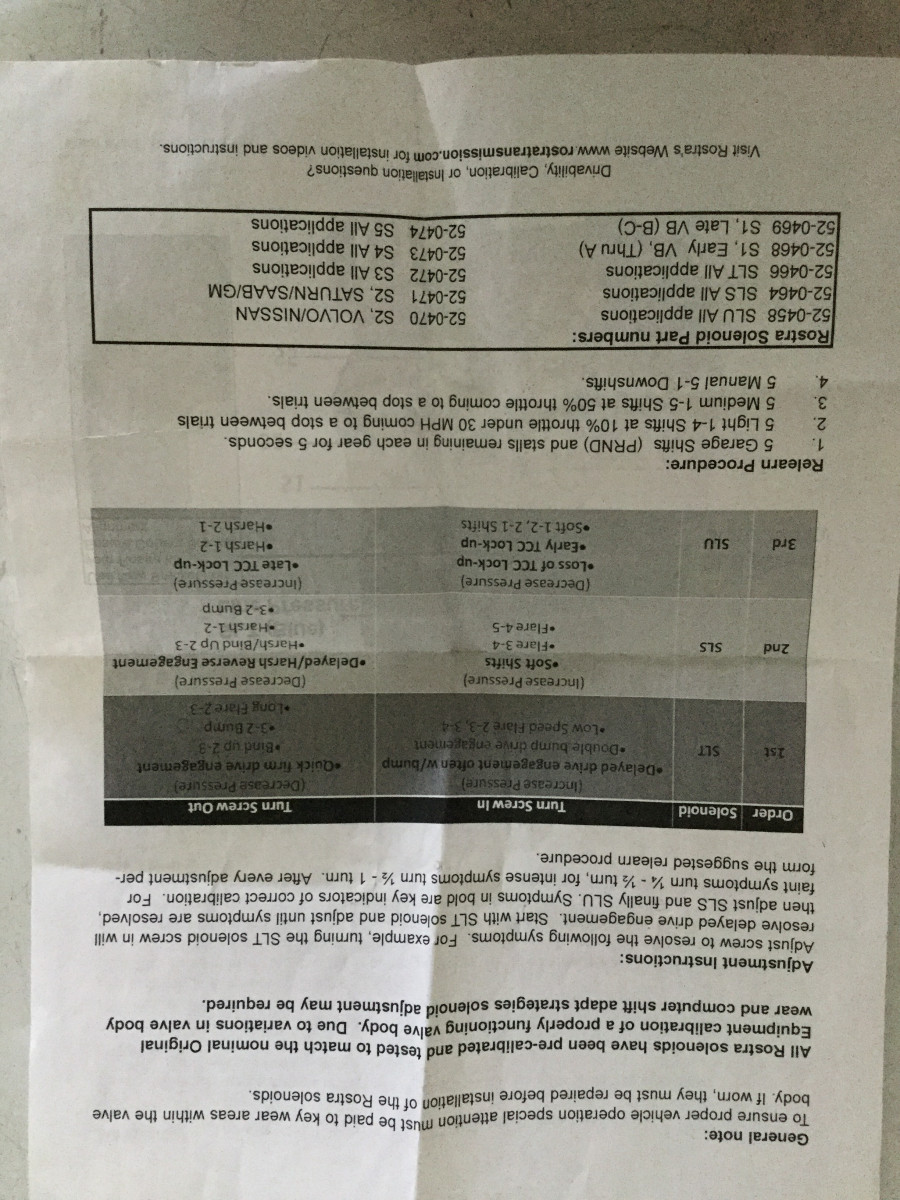 General note:
To ensure proper vehicle operation special attention must be paid to key wear areas within the valve
body. If worn, they must be repaired before installation of the Rostra solenoids.
All Rostra solenoids have been pre-calibrated and tested to match the nominal Original
Equipment calibration of a properly functioning valve body. Due to variations in valve body
wear and computer shift adapt strategies solenoid adjustment may be required.
Adjustment Instructions:
Adjust screw to resolve the following symptoms. For example, turning the SLT solenoid screw in will
resolve delayed drive engagement. Start with SLT solenoid and adjust until symptoms are resolved,
then adjust SLS and finally SLU. Symptoms in bold are key indicators of correct calibration. For
faint symptoms turn ¼ - ½ turn, for intense symptoms turn ½ - 1 turn. After every adjustment per-
form the suggested relearn procedure.
Order Solenoid Turn Screw In Turn Screw Out
1st SLT
(Increase Pressure)
•Delayed drive engagement often w/bump
•Double bump drive engagement
•Low Speed Flare 2-3, 3-4
(Decrease Pressure)
•Quick firm drive engagement
•Bind up 2-3
•3-2 Bump
•Long Flare 2-3
2nd SLS
(Increase Pressure)
•Soft Shifts
•Flare 3-4
•Flare 4-5
(Decrease Pressure)
•Delayed/Harsh Reverse Engagement
•Harsh/Bind Up 2-3
•Harsh 1-2
•3-2 Bump
3rd SLU
(Decrease Pressure)
•Loss of TCC Lock-up
•Early TCC Lock-up
•Soft 1-2, 2-1 Shifts
(Increase Pressure)
•Late TCC Lock-up
•Harsh 1-2
•Harsh 2-1
Relearn Procedure:
1. 5 Garage Shifts (PRND) and stalls remaining in each gear for 5 seconds.
2. 5 Light 1-4 Shifts at 10% throttle under 30 MPH coming to a stop between trials
3. 5 Medium 1-5 Shifts at 50% throttle coming to a stop between trials.
4. 5 Manual 5-1 Downshifts.
Rostra Solenoid Part numbers:
52-0458 SLU All applications
52-0464 SLS All applications
52-0466 SLT All applications
52-0468 S1, Early VB, (Thru A)
52-0469 S1, Late VB (B-C)
52-0470 S2, VOLVO/NISSAN
52-0471 S2, SATURN/SAAB/GM
52-0472 S3 All applications
52-0473 S4 All applications
52-0474 S5 All applications
Drivability, Calibration, or Installation questions?
Visit Rostra's Website www.rostratransmission.com for installation videos and instructions.